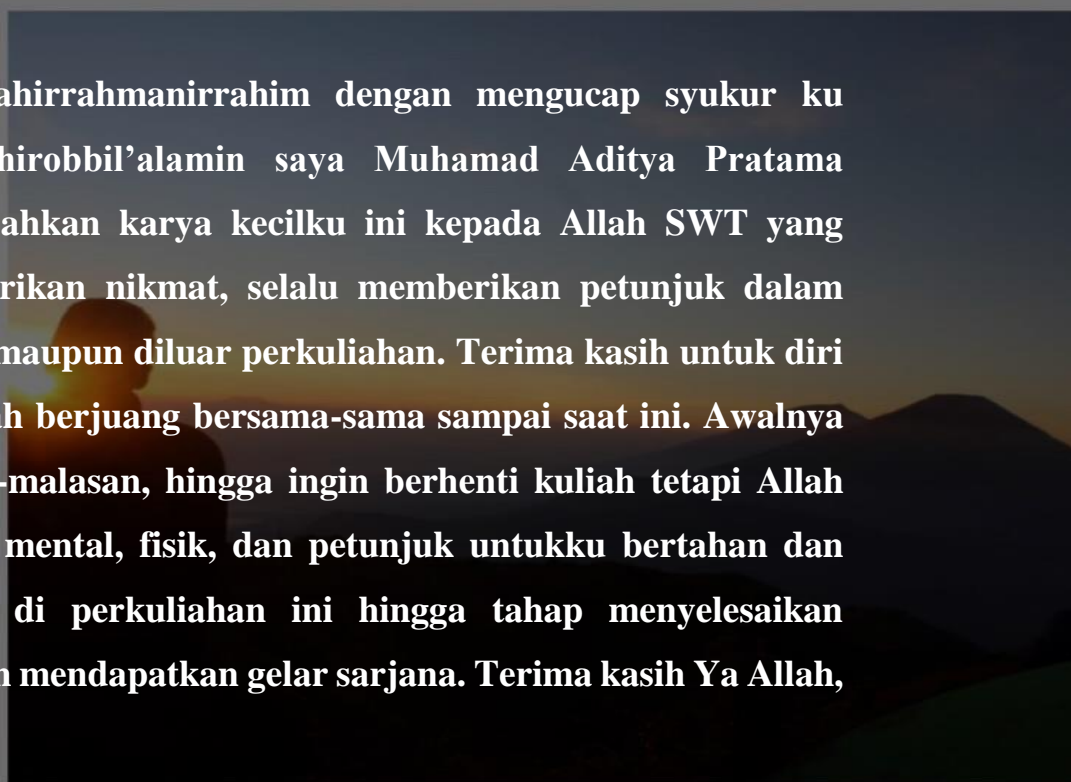 ahirrahmanirrahim dengan mengucap syukur ku
hirobbil’alamin saya Muhamad Aditya Pratama
ahkan karya kecilku ini kepada Allah SWT yang
rikan nikmat, selalu memberikan petunjuk dalam
maupun diluar perkuliahan. Terima kasih untuk diri
ah berjuang bersama-sama sampai saat ini. Awalnya
-malasan, hingga ingin berhenti kuliah tetapi Allah
mental, fisik, dan petunjuk untukku bertahan dan
di perkuliahan ini hingga tahap menyelesaikan
mendapatkan gelar sarjana. Terima kasih Ya Allah,